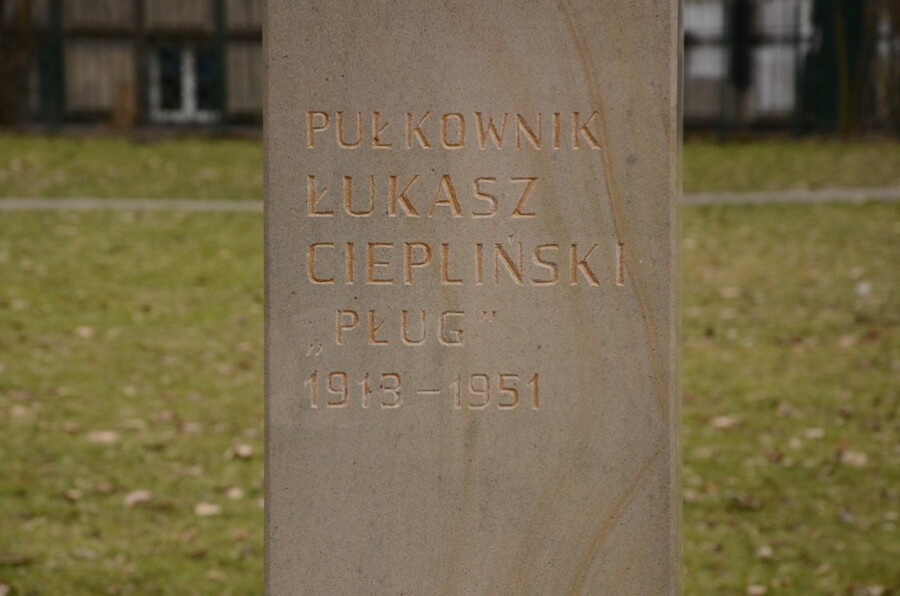 PUŁKOWNIK
ŁUKASZ
CIEPLIŃSKI
„PŁUG”
1913–1951